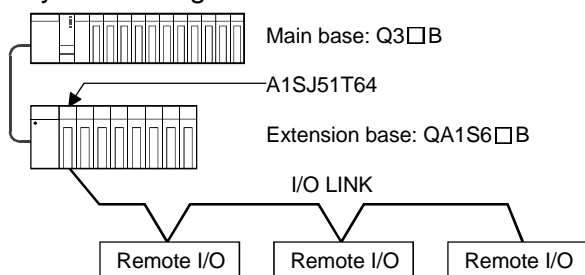 Main base: Q3□B
A1SJ51T64
Extension base: QA1S6□B
I/O LINK
Remote I/O Remote I/O Remote I/O